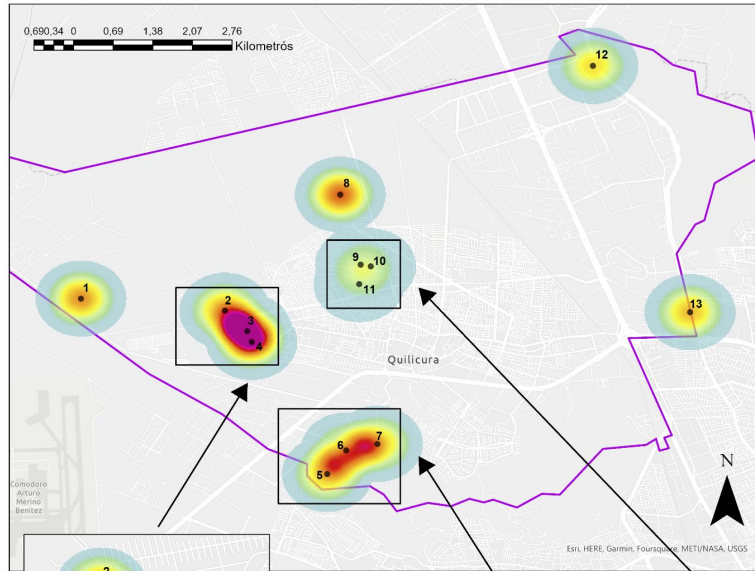 0,690,34 0 0,69 1,38 2,07 2,76
Kilometrós
12
8
9 10
11
1
2
3
4
13
Quilicura
7
6
5
N
Comodoro
Arturo
Merino
Benítez
Esri, HERE, Garmin, Foursquare, METI/NASA, USGS
2